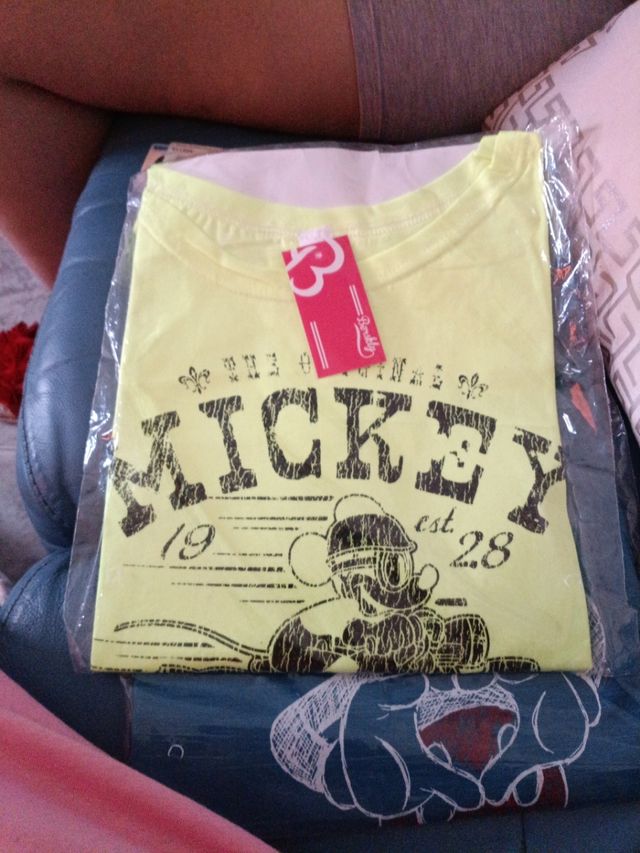 THE ORIGINAL
MICKEY
19 est. 28